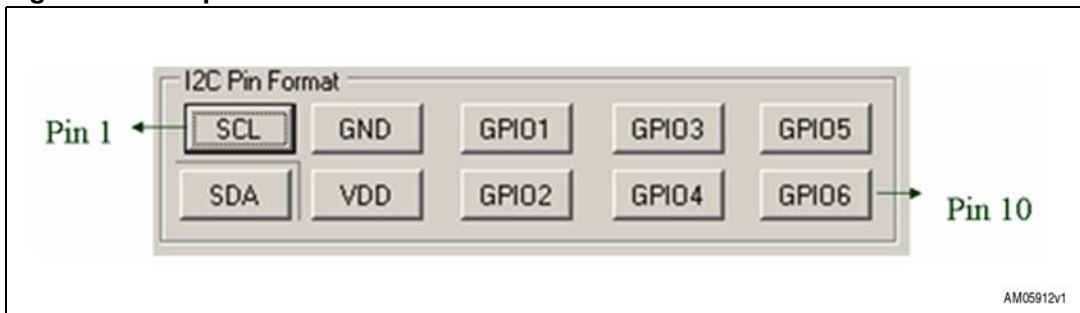 I2C Pin Format
Pin 1 SCL GND GPIO1 GPIO3 GPIO5
SDA VDD GPIO2 GPIO4 GPIO6 Pin 10
AM05912v1